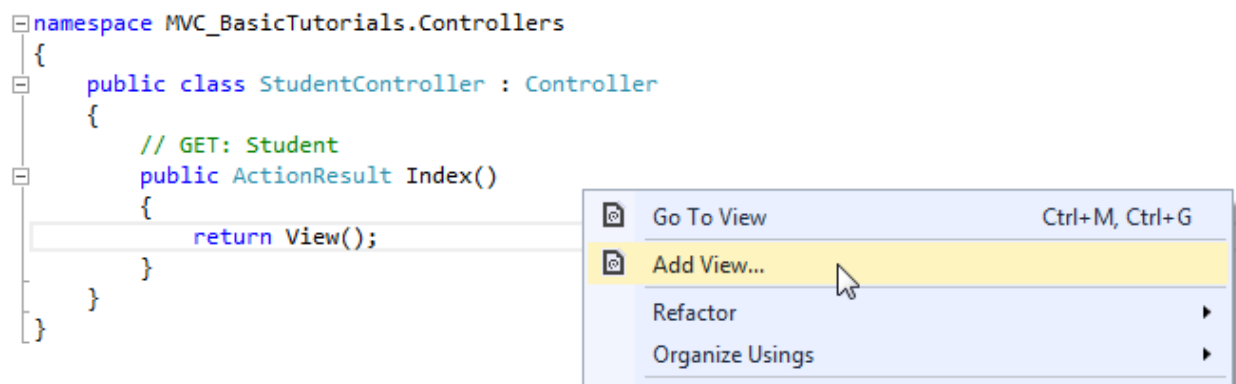 namespace MVC_BasicTutorials.Controllers
{
public class StudentController : Controller
{
// GET: Student
public ActionResult Index()
{
return View();
}
}
}
Go To View Ctrl+M, Ctrl+G
Add View...
Refactor
Organize Usings